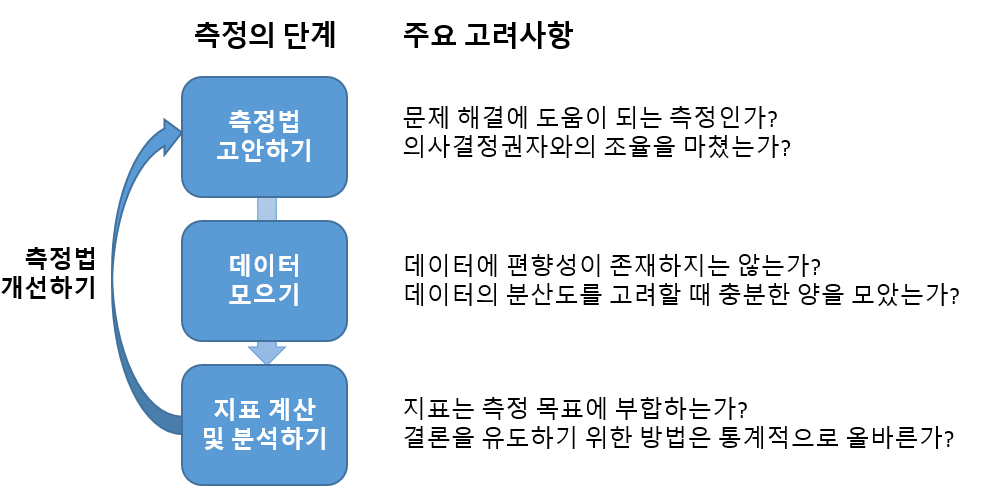 측정의 단계
주요 고려사항
측정법
고안하기
문제 해결에 도움이 되는 측정인가?
의사결정권자와의 조율을 마쳤는가?
측정법
개선하기
데이터
모으기
데이터에 편향성이 존재하지는 않는가?
데이터의 분산도를 고려할 때 충분한 양을 모았는가?
지표 계산
및 분석하기
지표는 측정 목표에 부합하는가?
결론을 유도하기 위한 방법은 통계적으로 올바른가?